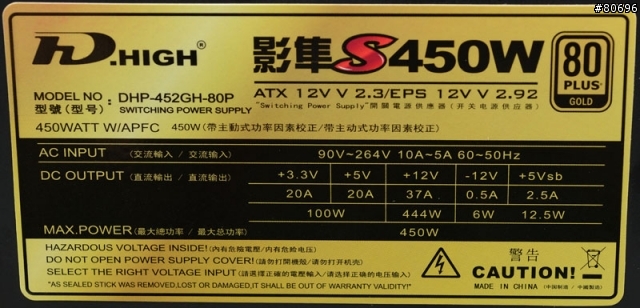 #80696
HD.HIGH® 影隼S450W
80 PLUS GOLD
ATX 12V V 2.3/EPS 12V V 2.92
MODEL NO : DHP-452GH-80P
型號(型号): SWITCHING POWER SUPPLY
"Switching Power Supply"開關電源供應器(开关电源供应器)
450WATT W/APFC 450W(帶主動式功率因素校正/带主动式功率因素校正)
AC INPUT (交流輸入 / 交流输入) 90V~264V 10A~5A 60~50Hz
DC OUTPUT (直流輸出 / 直流输出) +3.3V +5V +12V -12V +5Vsb
20A 20A 37A 0.5A 2.5A
100W 444W 6W 12.5W
MAX.POWER (最大總功率 / 最大总功率) 450W
HAZARDOUS VOLTAGE INSIDE!(內有危險電壓/内有危险电压)
DO NOT OPEN POWER SUPPLY COVER!(請勿打開機殼/请勿打开机壳)
SELECT THE RIGHT VOLTAGE INPUT(請選擇正確的電壓輸入/请选择正确的电压输入)
"AS SEALED STICK WAS REMOVED.LOST OR DAMAGED.IT SHALL BE OUT OF WARRANTY"
警告
CAUTION!
MADE IN CHINA (中國製造 / 中国制造)